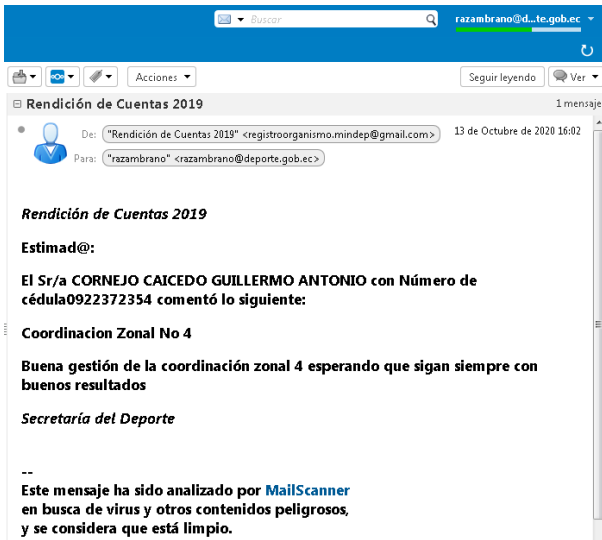 Buscar
razambrano@d...te.gob.ec
Acciones
Seguir leyendo
Ver
Rendición de Cuentas 2019
1 mensaje
De: "Rendición de Cuentas 2019" <registroorganismo.mindep@gmail.com>
13 de Octubre de 2020 16:02
Para: "razambrano" <razambrano@deporte.gob.ec>
Rendición de Cuentas 2019
Estimad@:
El Sr/a CORNEJO CAICEDO GUILLERMO ANTONIO con Número de
cédula0922372354 comentó lo siguiente:
Coordinacion Zonal No 4
Buena gestión de la coordinación zonal 4 esperando que sigan siempre con
buenos resultados
Secretaría del Deporte
--
Este mensaje ha sido analizado por MailScanner
en busca de virus y otros contenidos peligrosos,
y se considera que está limpio.